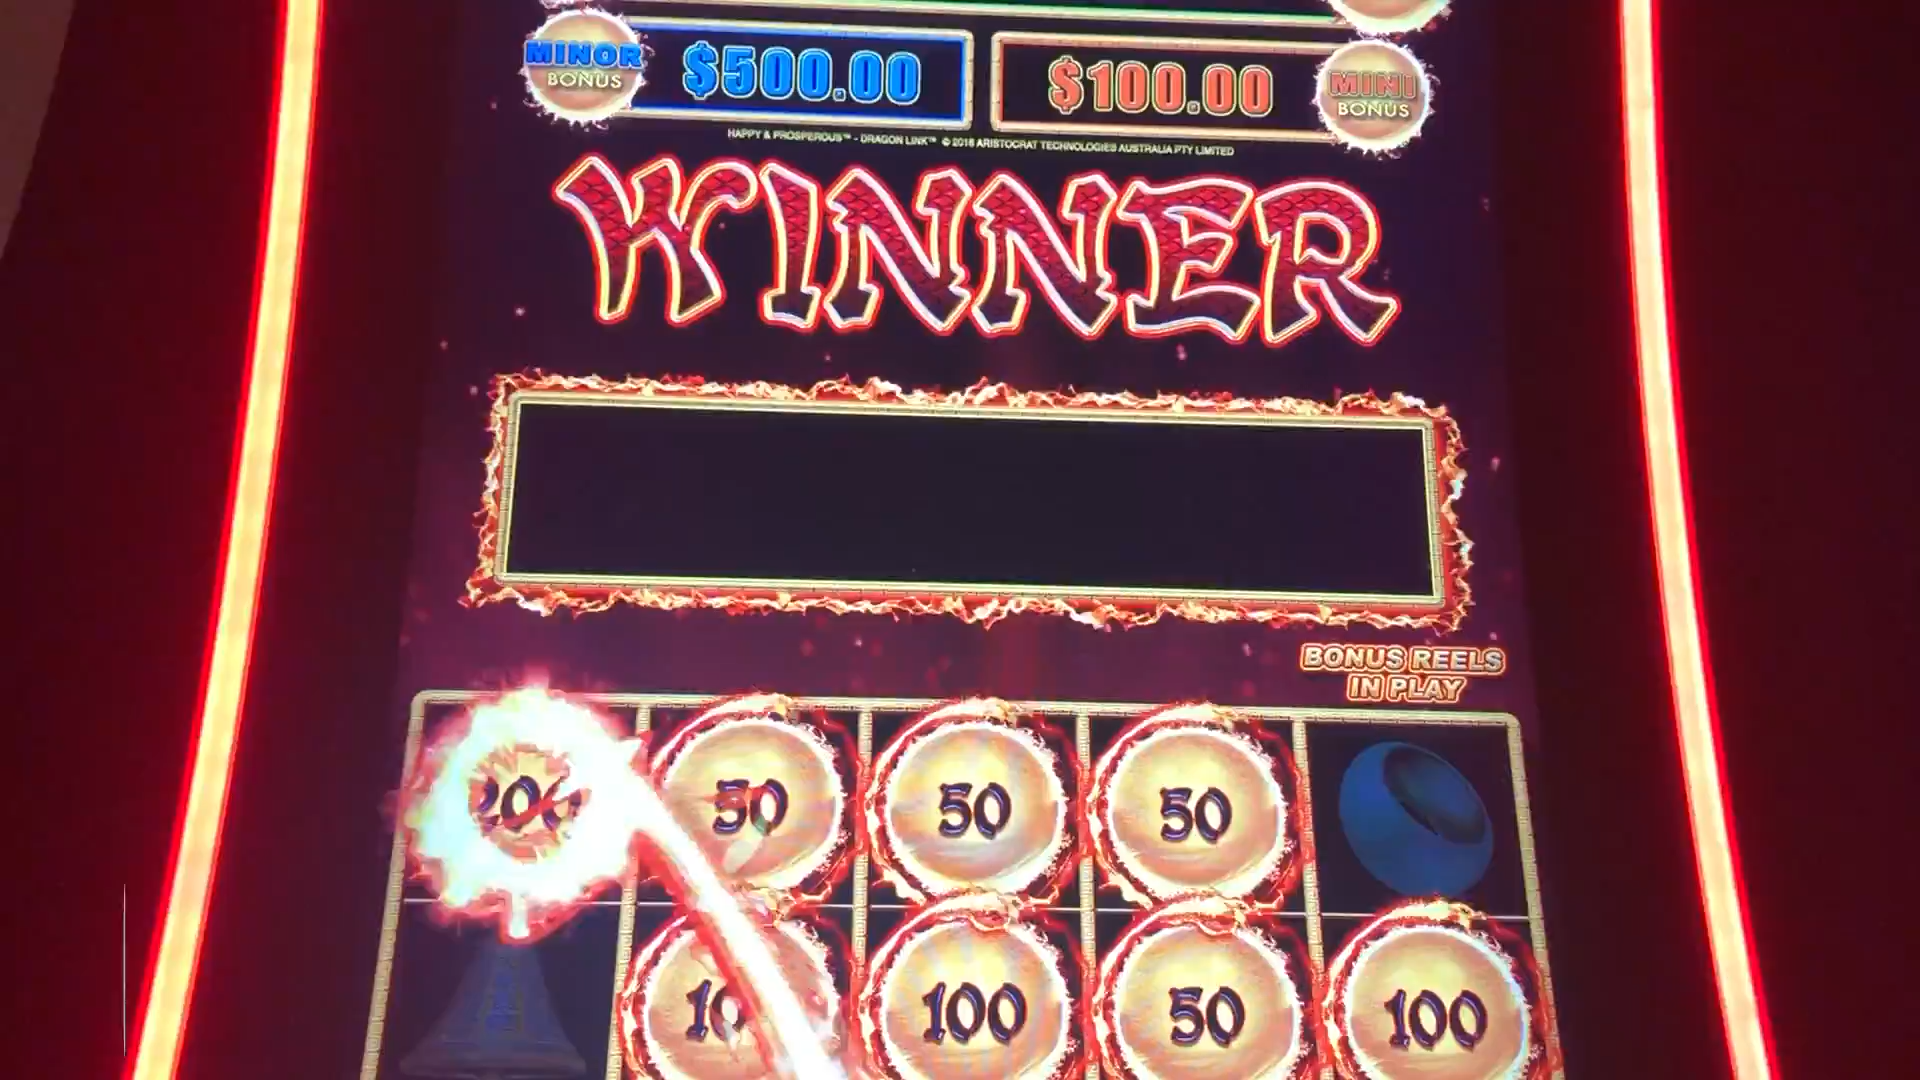 MINOR
BONUS
$500.00
$100.00
MINI
BONUS
HAPPY & PROSPEROUS™ - DRAGON LINK™ © 2016 ARISTOCRAT TECHNOLOGIES AUSTRALIA PTY LIMITED
WINNER
BONUS REELS
IN PLAY
50
50
50
100
50
100